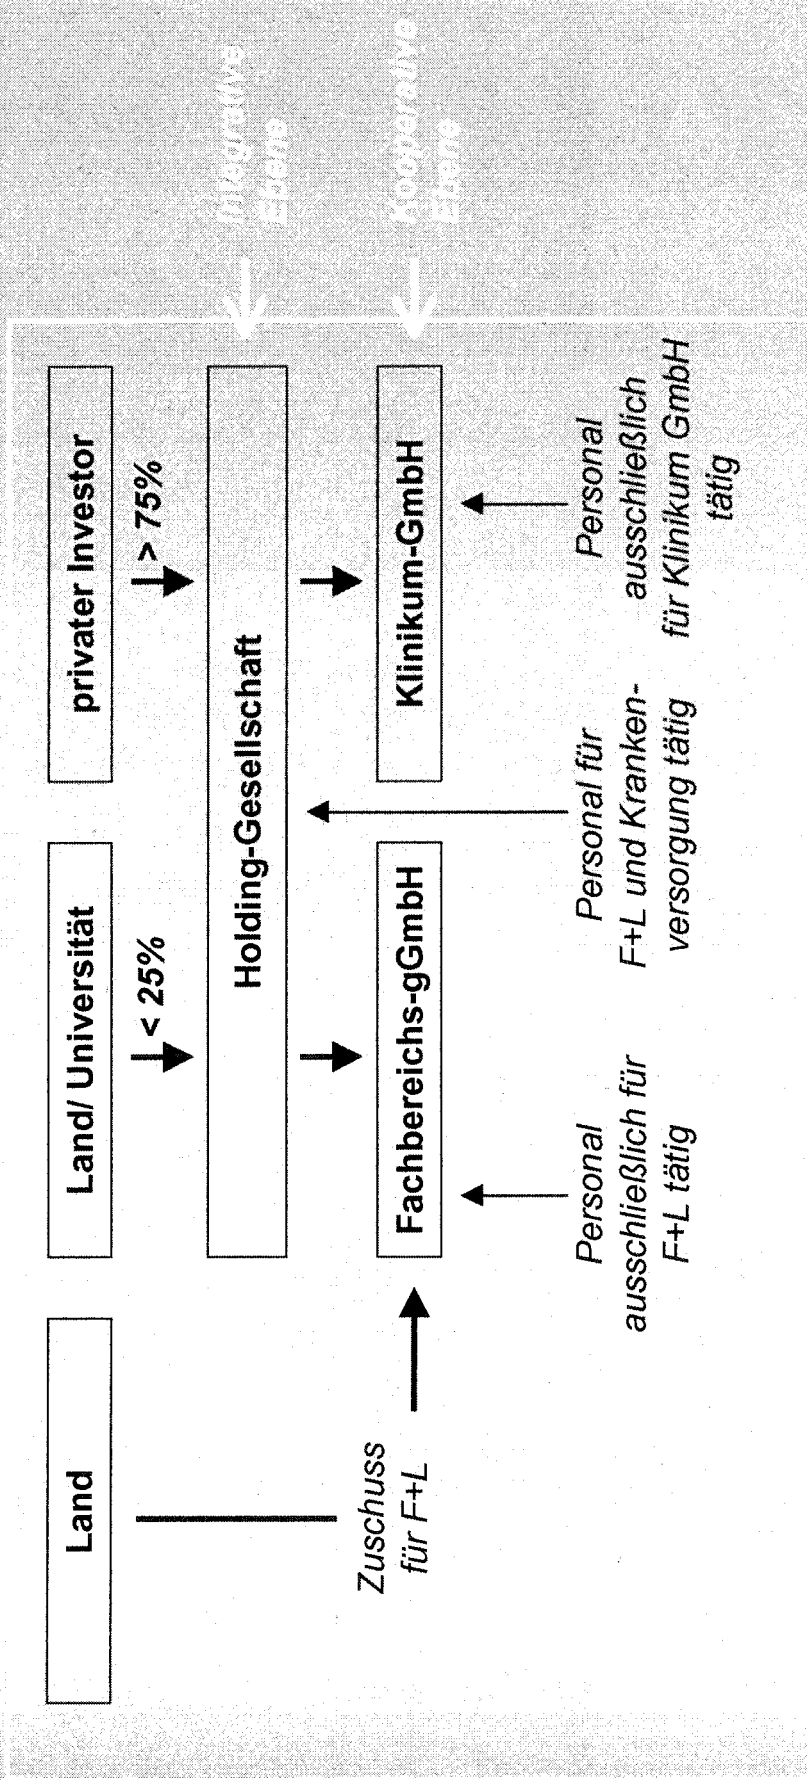 Land
Land/ Universität
privater Investor
< 25%
> 75%
Holding-Gesellschaft
Integrative
Ebene
Zuschuss
für F+L
Fachbereichs-gGmbH
Klinikum-GmbH
Kooperative
Ebene
Personal
ausschließlich für
F+L tätig
Personal für
F+L und Kranken-
versorgung tätig
Personal
ausschließlich
für Klinikum GmbH
tätig